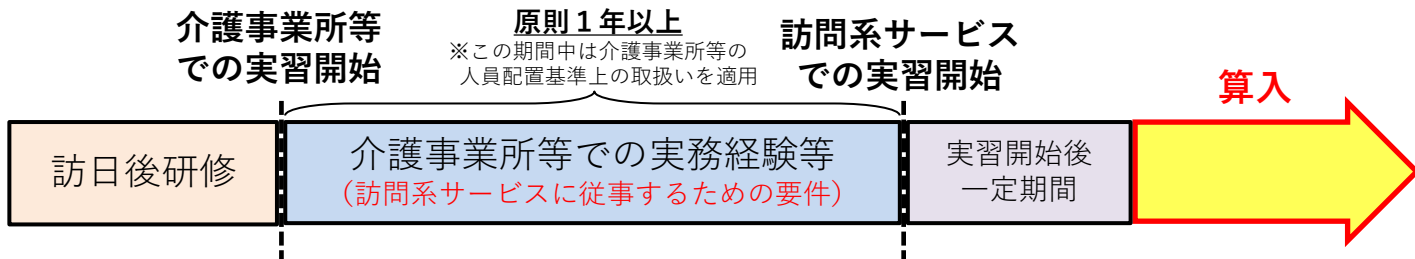 介護事業所等
での実習開始
原則１年以上
※この期間中は介護事業所等の
人員配置基準上の取扱いを適用
訪問系サービス
での実習開始
算入
訪日後研修
介護事業所等での実務経験等
（訪問系サービスに従事するための要件）
実習開始後
一定期間